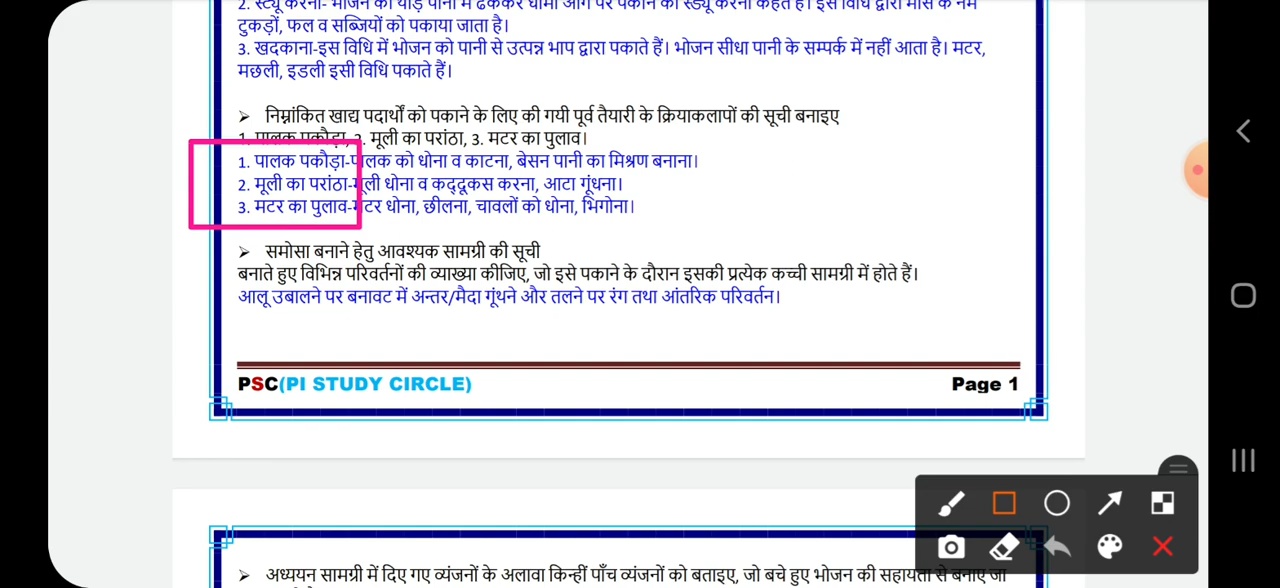 2. स्ट्यू करना- भोजन को थोड़े पानी में ढककर धीमी आग पर पकाने को स्ट्यू करना कहते हैं। इस विधि द्वारा मांस के नर्म
टुकड़ों, फल व सब्जियों को पकाया जाता है।
3. खदकाना-इस विधि में भोजन को पानी से उत्पन्न भाप द्वारा पकाते हैं। भोजन सीधा पानी के सम्पर्क में नहीं आता है। मटर,
मछली, इडली इसी विधि पकाते हैं।
➢ निम्नांकित खाद्य पदार्थों को पकाने के लिए की गयी पूर्व तैयारी के क्रियाकलापों की सूची बनाइए
1. पालक पकौड़ा, 2. मूली का परांठा, 3. मटर का पुलाव।
1. पालक पकौड़ा-पालक को धोना व काटना, बेसन पानी का मिश्रण बनाना।
2. मूली का परांठा-मूली धोना व कद्दूकस करना, आटा गूंधना।
3. मटर का पुलाव-मटर धोना, छीलना, चावलों को धोना, भिगोना।
➢ समोसा बनाने हेतु आवश्यक सामग्री की सूची
बनाते हुए विभिन्न परिवर्तनों की व्याख्या कीजिए, जो इसे पकाने के दौरान इसकी प्रत्येक कच्ची सामग्री में होते हैं।
आलू उबालने पर बनावट में अन्तर/मैदा गूंथने और तलने पर रंग तथा आंतरिक परिवर्तन।
PSC(PI STUDY CIRCLE) Page 1
➢ अध्ययन सामग्री में दिए गए व्यंजनों के अलावा किन्हीं पाँच व्यंजनों को बताइए, जो बचे हुए भोजन की सहायता से बनाए जा